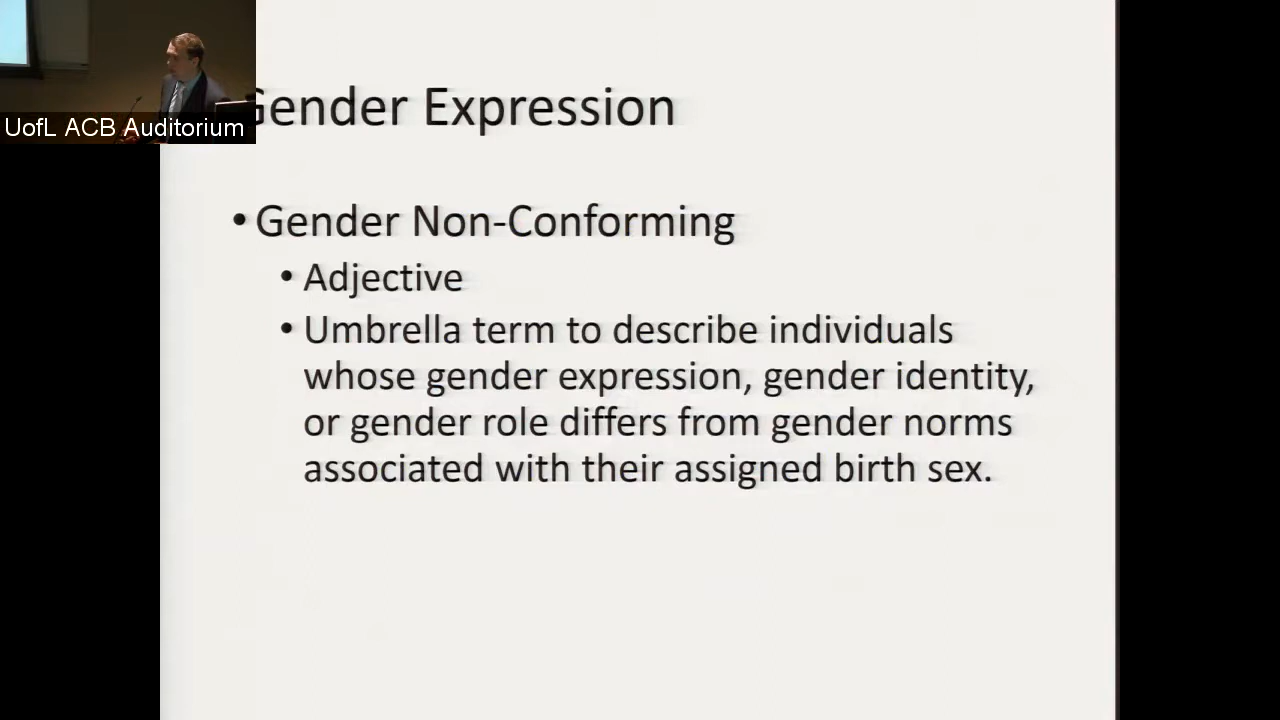 UofL ACB Auditorium
Gender Expression
• Gender Non-Conforming
• Adjective
• Umbrella term to describe individuals
whose gender expression, gender identity,
or gender role differs from gender norms
associated with their assigned birth sex.